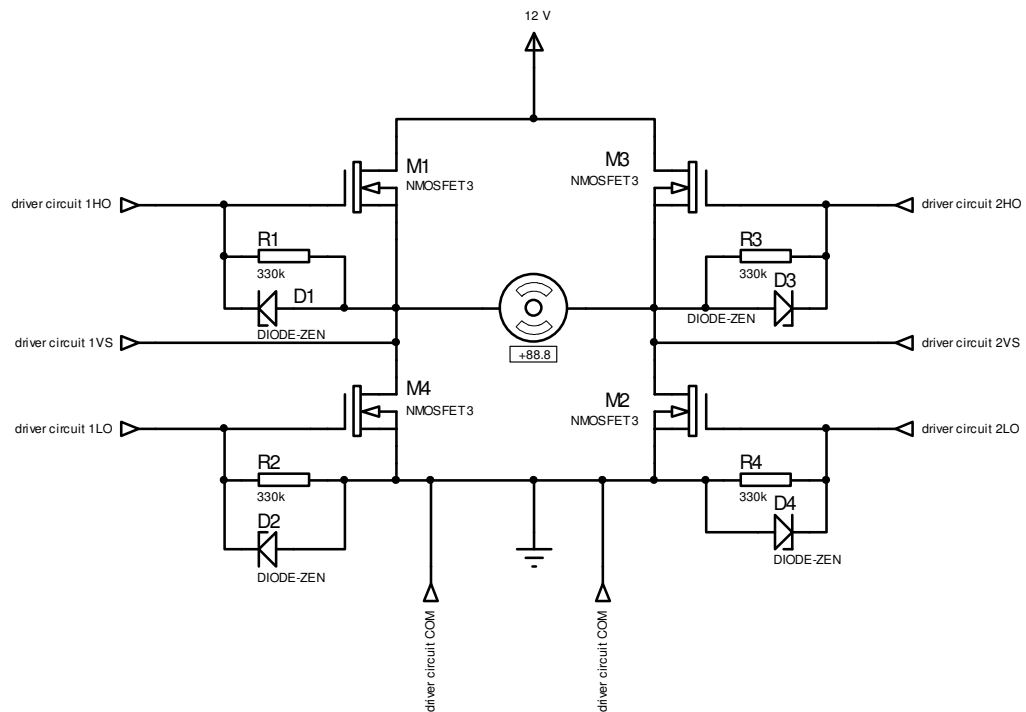 12 V
M1
NMOSFET3
M3
NMOSFET3
driver circuit 1HO
driver circuit 2HO
R1
330k
R3
330k
D1
DIODE-ZEN
D3
DIODE-ZEN
driver circuit 1VS
driver circuit 2VS
+88.8
M4
NMOSFET3
M2
NMOSFET3
driver circuit 1LO
driver circuit 2LO
R2
330k
R4
330k
D2
DIODE-ZEN
D4
DIODE-ZEN
driver circuit COM
driver circuit COM